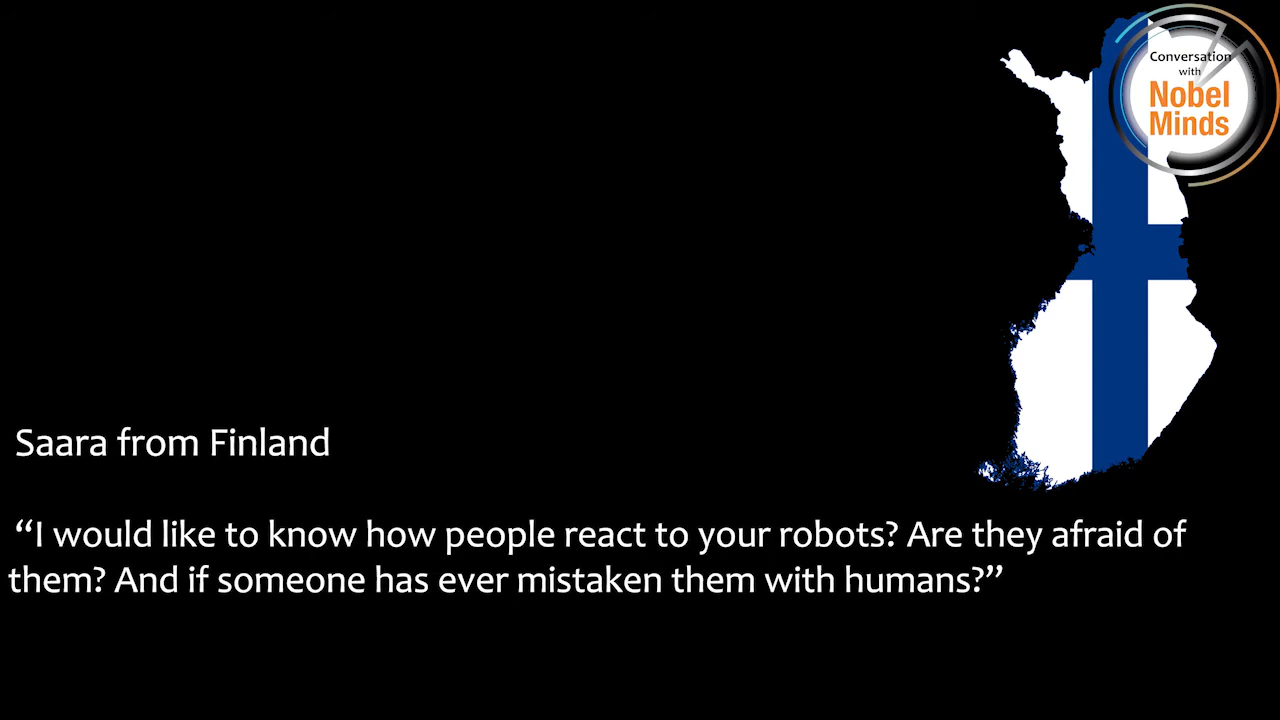 Conversation
with
Nobel
Minds
Saara from Finland
“I would like to know how people react to your robots? Are they afraid of
them? And if someone has ever mistaken them with humans?”